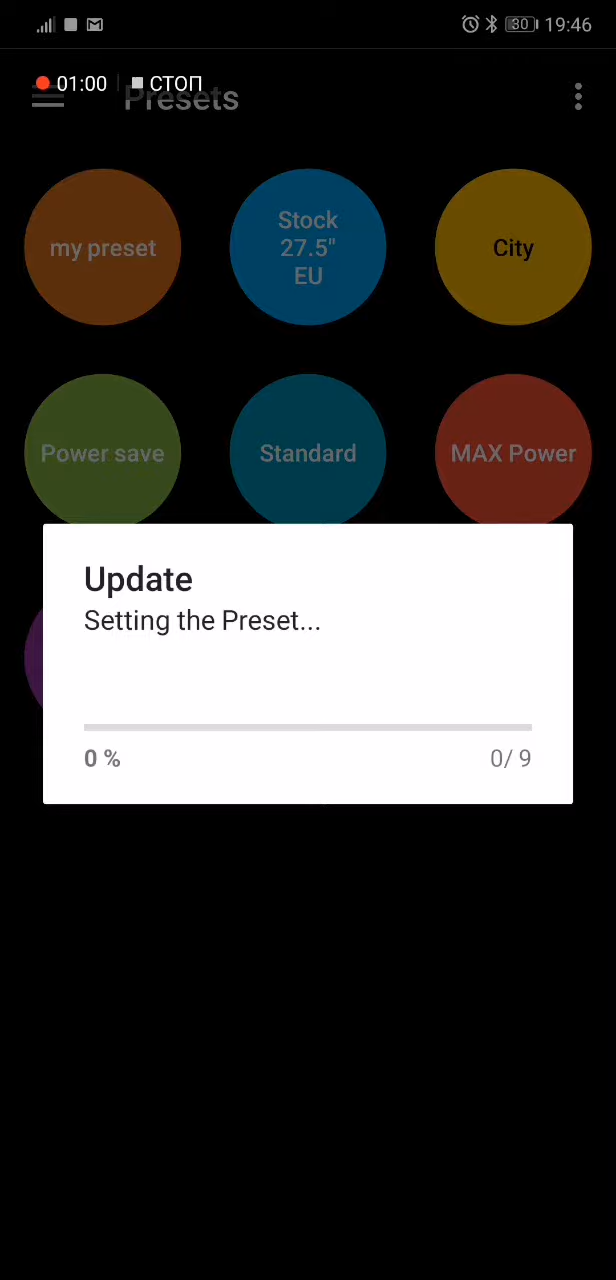 30 19:46
01:00 СТОП
Presets
my preset
Stock
27.5"
EU
City
Power save
Standard
MAX Power
Update
Setting the Preset...
0 %
0/ 9